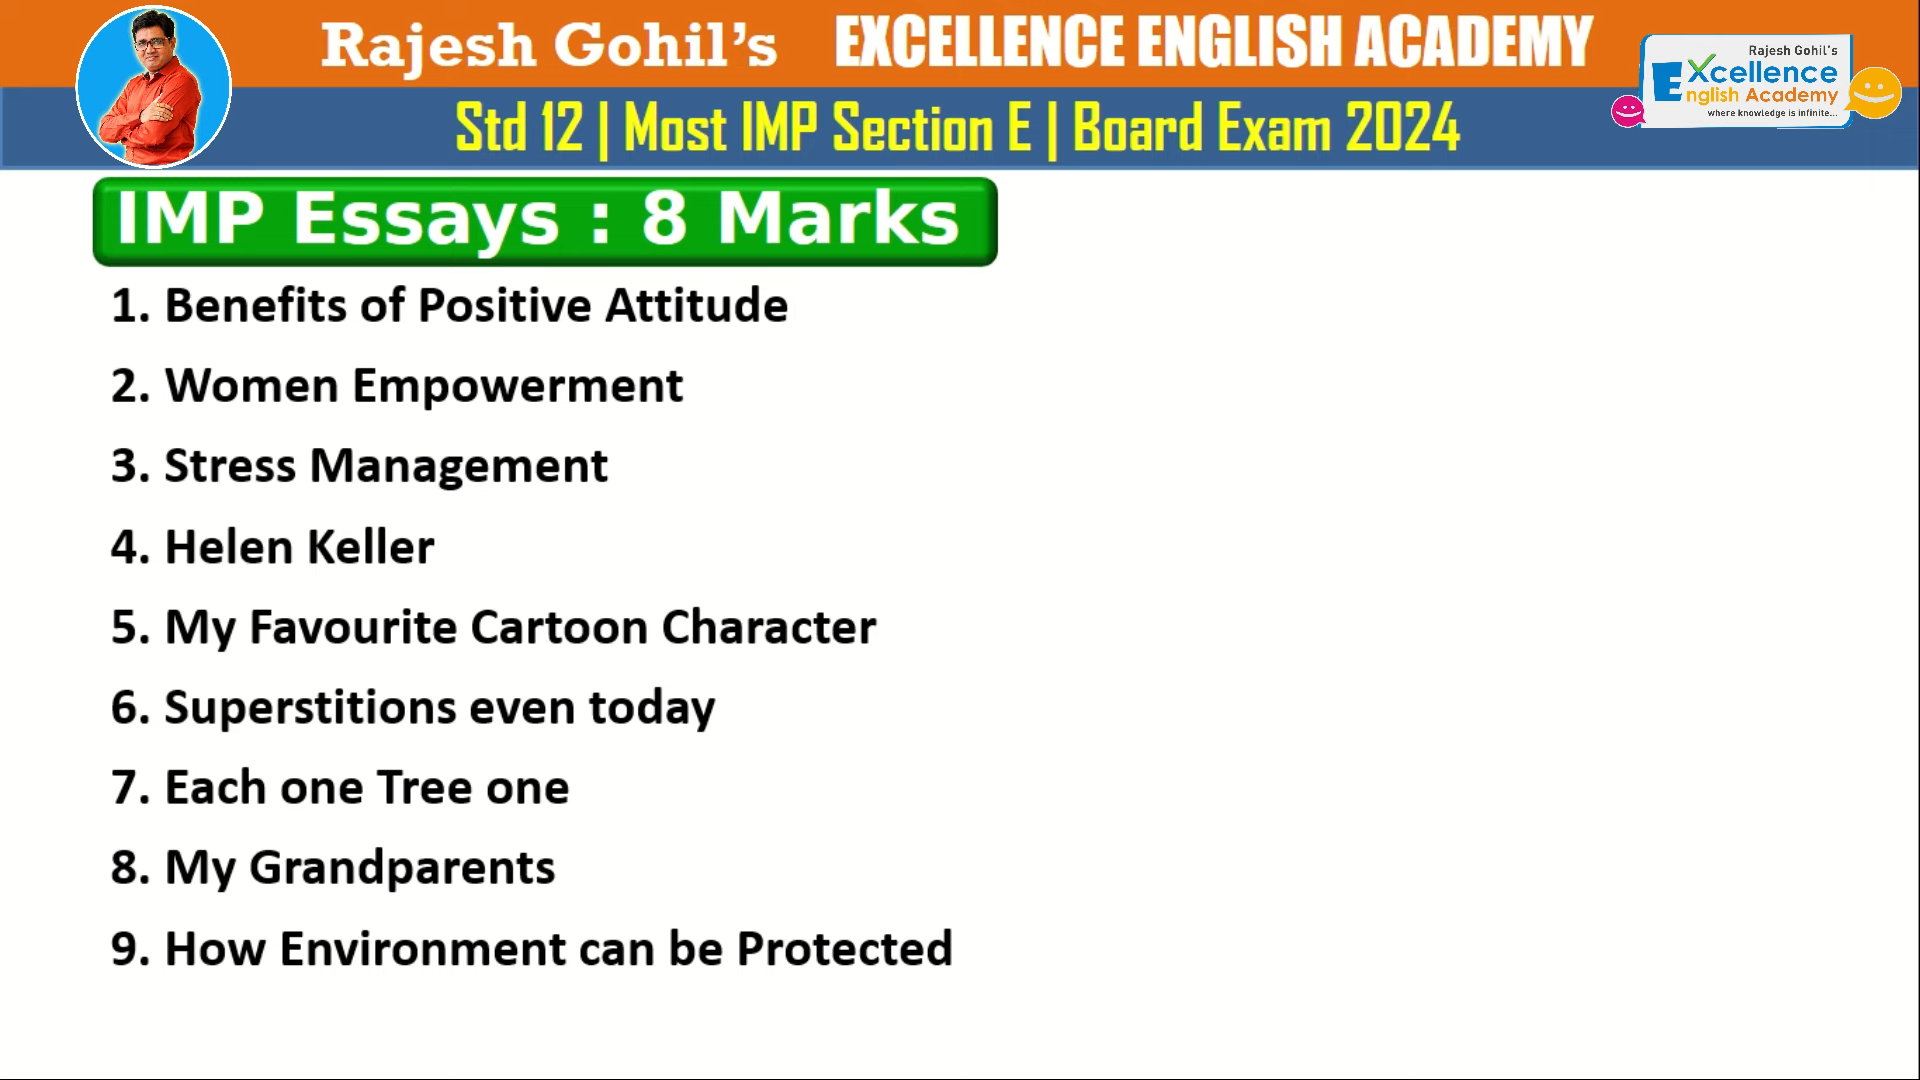 Rajesh Gohil's EXCELLENCE ENGLISH ACADEMY
Rajesh Gohil's
EXcellence
English Academy
where knowledge is infinite...
Std 12 | Most IMP Section E | Board Exam 2024
IMP Essays : 8 Marks
1. Benefits of Positive Attitude
2. Women Empowerment
3. Stress Management
4. Helen Keller
5. My Favourite Cartoon Character
6. Superstitions even today
7. Each one Tree one
8. My Grandparents
9. How Environment can be Protected